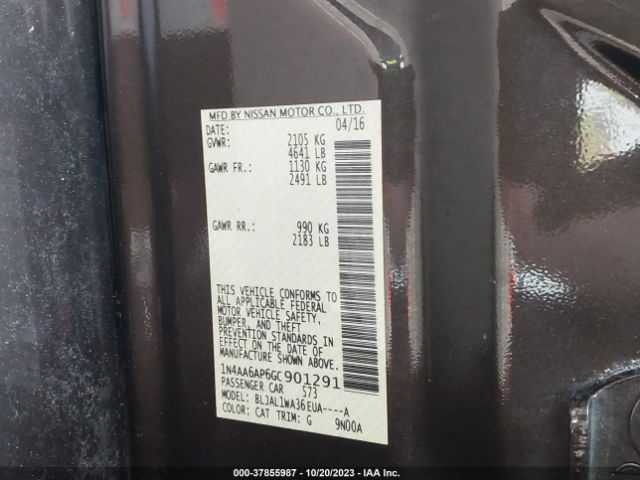 MFD BY NISSAN MOTOR CO., LTD.
DATE: 04/16
GVWR: 2105 KG
4641 LB
GAWR FR.: 1130 KG
2491 LB
GAWR RR.: 990 KG
2183 LB
THIS VEHICLE CONFORMS TO
ALL APPLICABLE FEDERAL
MOTOR VEHICLE SAFETY,
BUMPER, AND THEFT
PREVENTION STANDARDS IN
EFFECT ON THE DATE OF
MANUFACTURE SHOWN ABOVE.
1N4AA6AP6GC901291
PASSENGER CAR 573
MODEL: BLJAL1WA36EUA----A
COLOR: CAT TRIM: G 9N00A
000-37855987 - 10/20/2023 - IAA Inc.